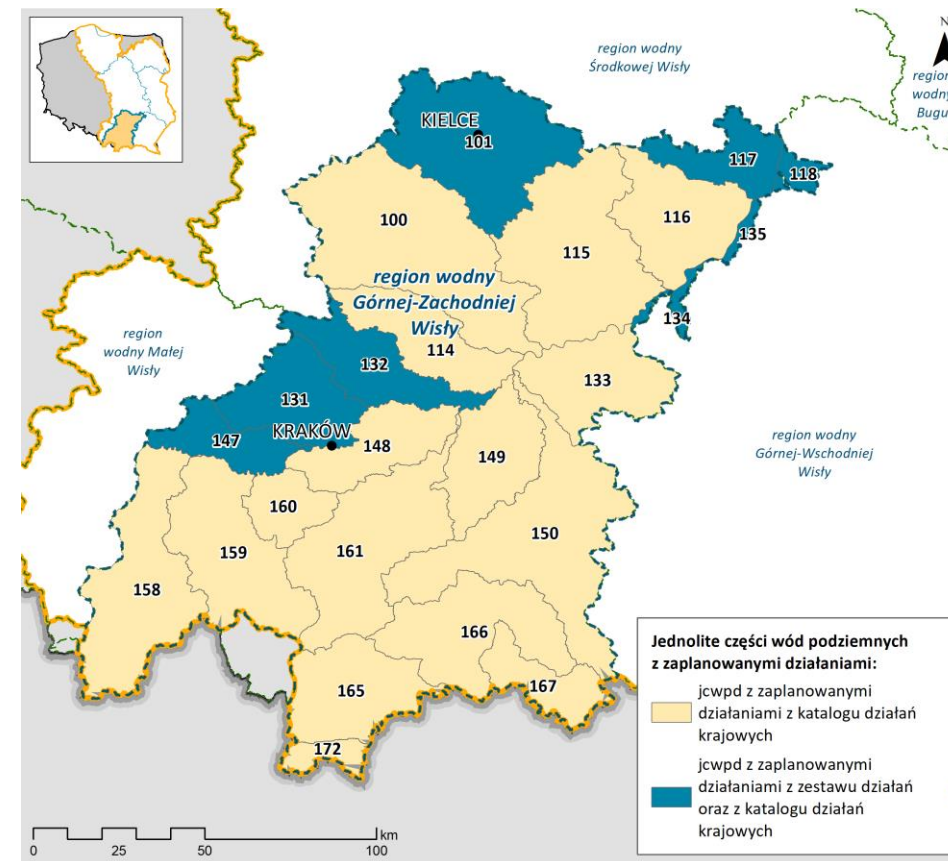 N
region wodny
Środkowej Wisły
region
wodny
Bugu
KIELCE
101
117
118
100
116
135
115
region wodny
Górnej-Zachodniej
Wisły
134
region
wodny Małej
Wisły
114
132
133
131
KRAKÓW
147
148
149
region wodny
Górnej-Wschodniej
Wisły
160
150
159
161
158
166
165
167
172
Jednolite części wód podziemnych
z zaplanowanymi działaniami:
jcwpd z zaplanowanymi
działaniami z katalogu działań
krajowych
jcwpd z zaplanowanymi
działaniami z zestawu działań
oraz z katalogu działań
krajowych
km
0 25 50 100